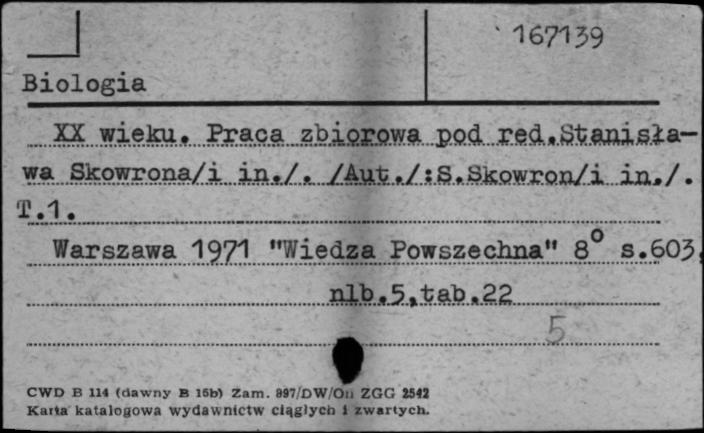 167139
Biologia
XX wieku. Praca zbiorowa pod red.Stanisła-
wa Skowrona/i in./. /Aut./:S.Skowron/i in./.
T.1.
Warszawa 1971 "Wiedza Powszechna" 8° s.603,
nlb.5,tab.22
5
CWD B 114 (dawny B 15b) Zam. 897/DW/On ZGG 2542
Karta katalogowa wydawnictw ciągłych i zwartych.